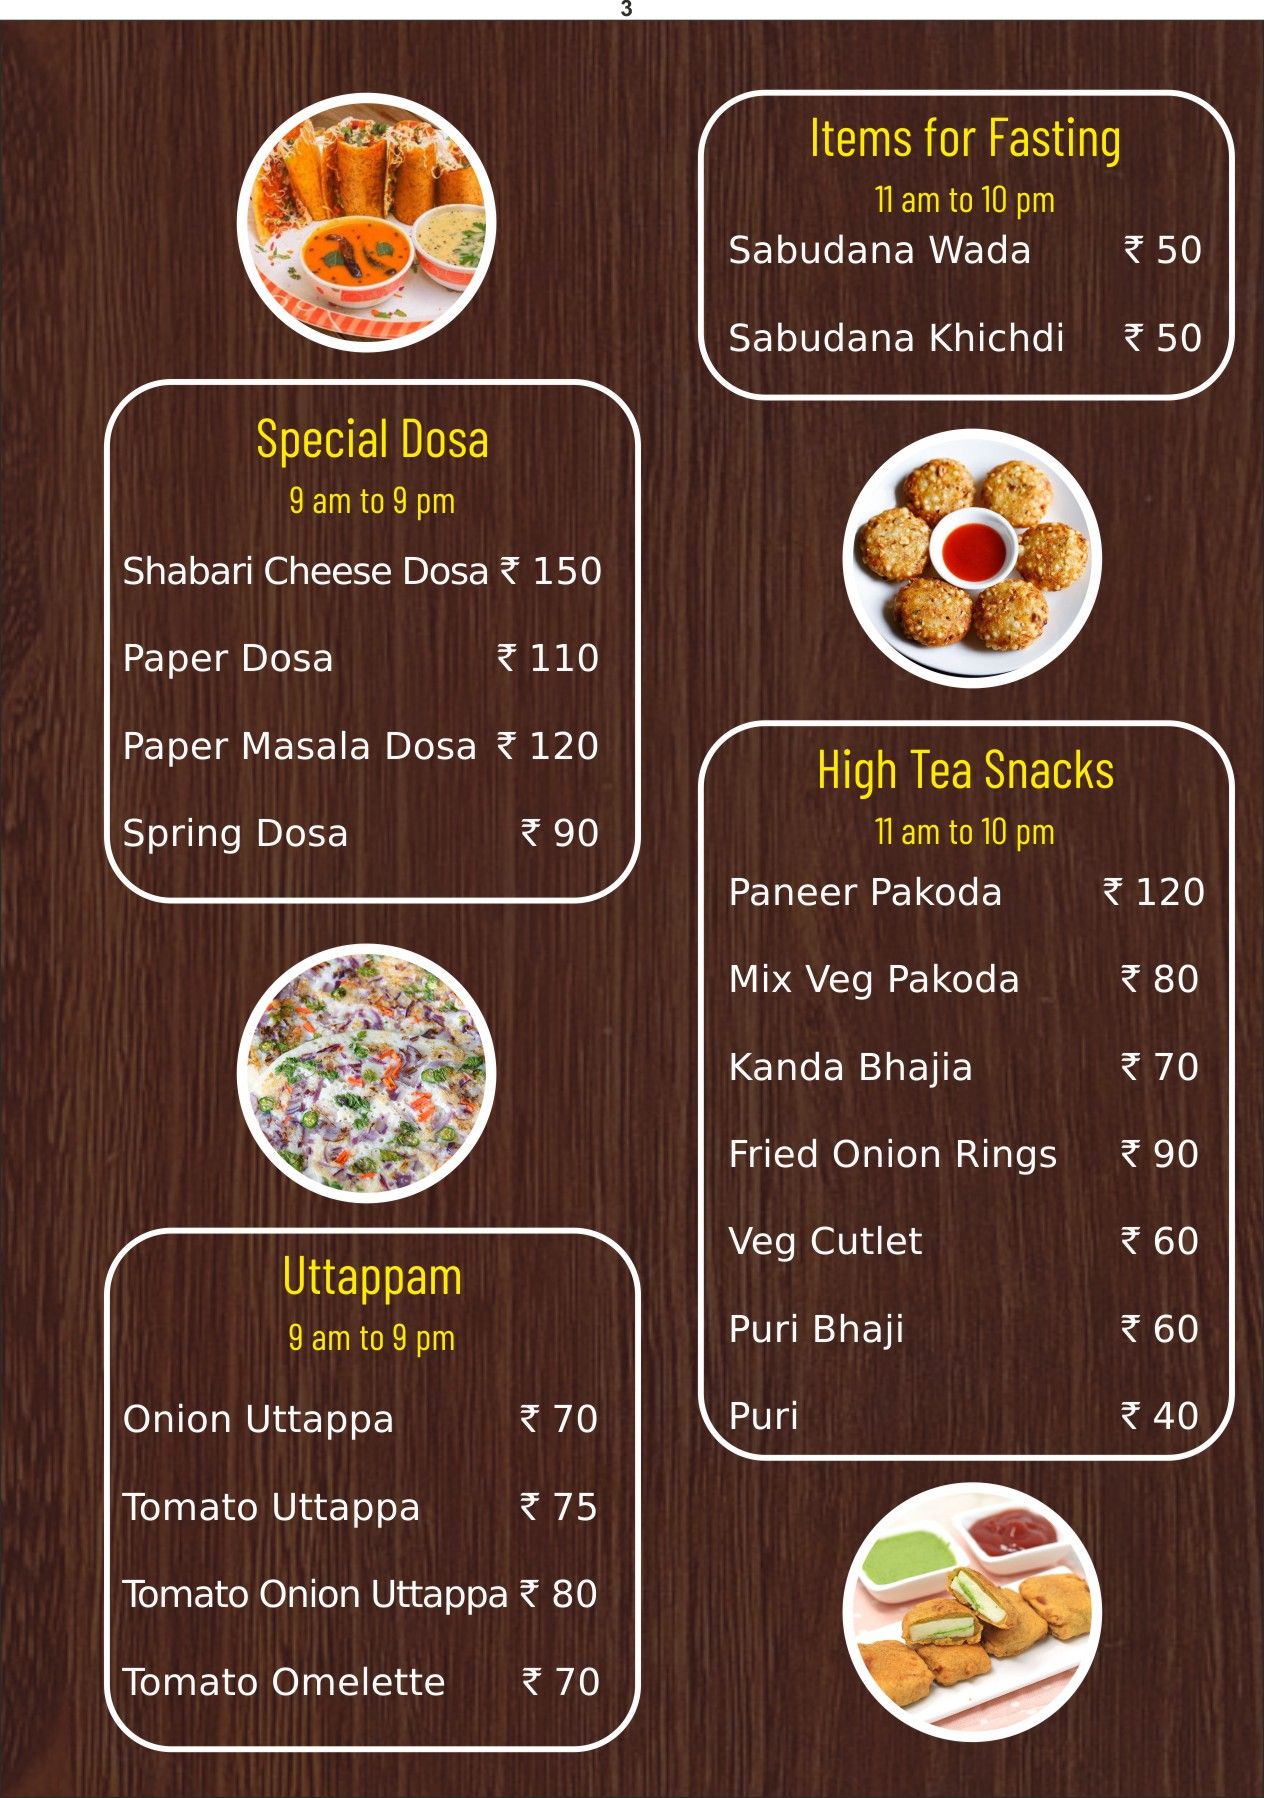 3
Special Dosa
9 am to 9 pm
Shabari Cheese Dosa ₹ 150
Paper Dosa ₹ 110
Paper Masala Dosa ₹ 120
Spring Dosa ₹ 90
Uttappam
9 am to 9 pm
Onion Uttappa ₹ 70
Tomato Uttappa ₹ 75
Tomato Onion Uttappa ₹ 80
Tomato Omelette ₹ 70
Items for Fasting
11 am to 10 pm
Sabudana Wada ₹ 50
Sabudana Khichdi ₹ 50
High Tea Snacks
11 am to 10 pm
Paneer Pakoda ₹ 120
Mix Veg Pakoda ₹ 80
Kanda Bhajia ₹ 70
Fried Onion Rings ₹ 90
Veg Cutlet ₹ 60
Puri Bhaji ₹ 60
Puri ₹ 40